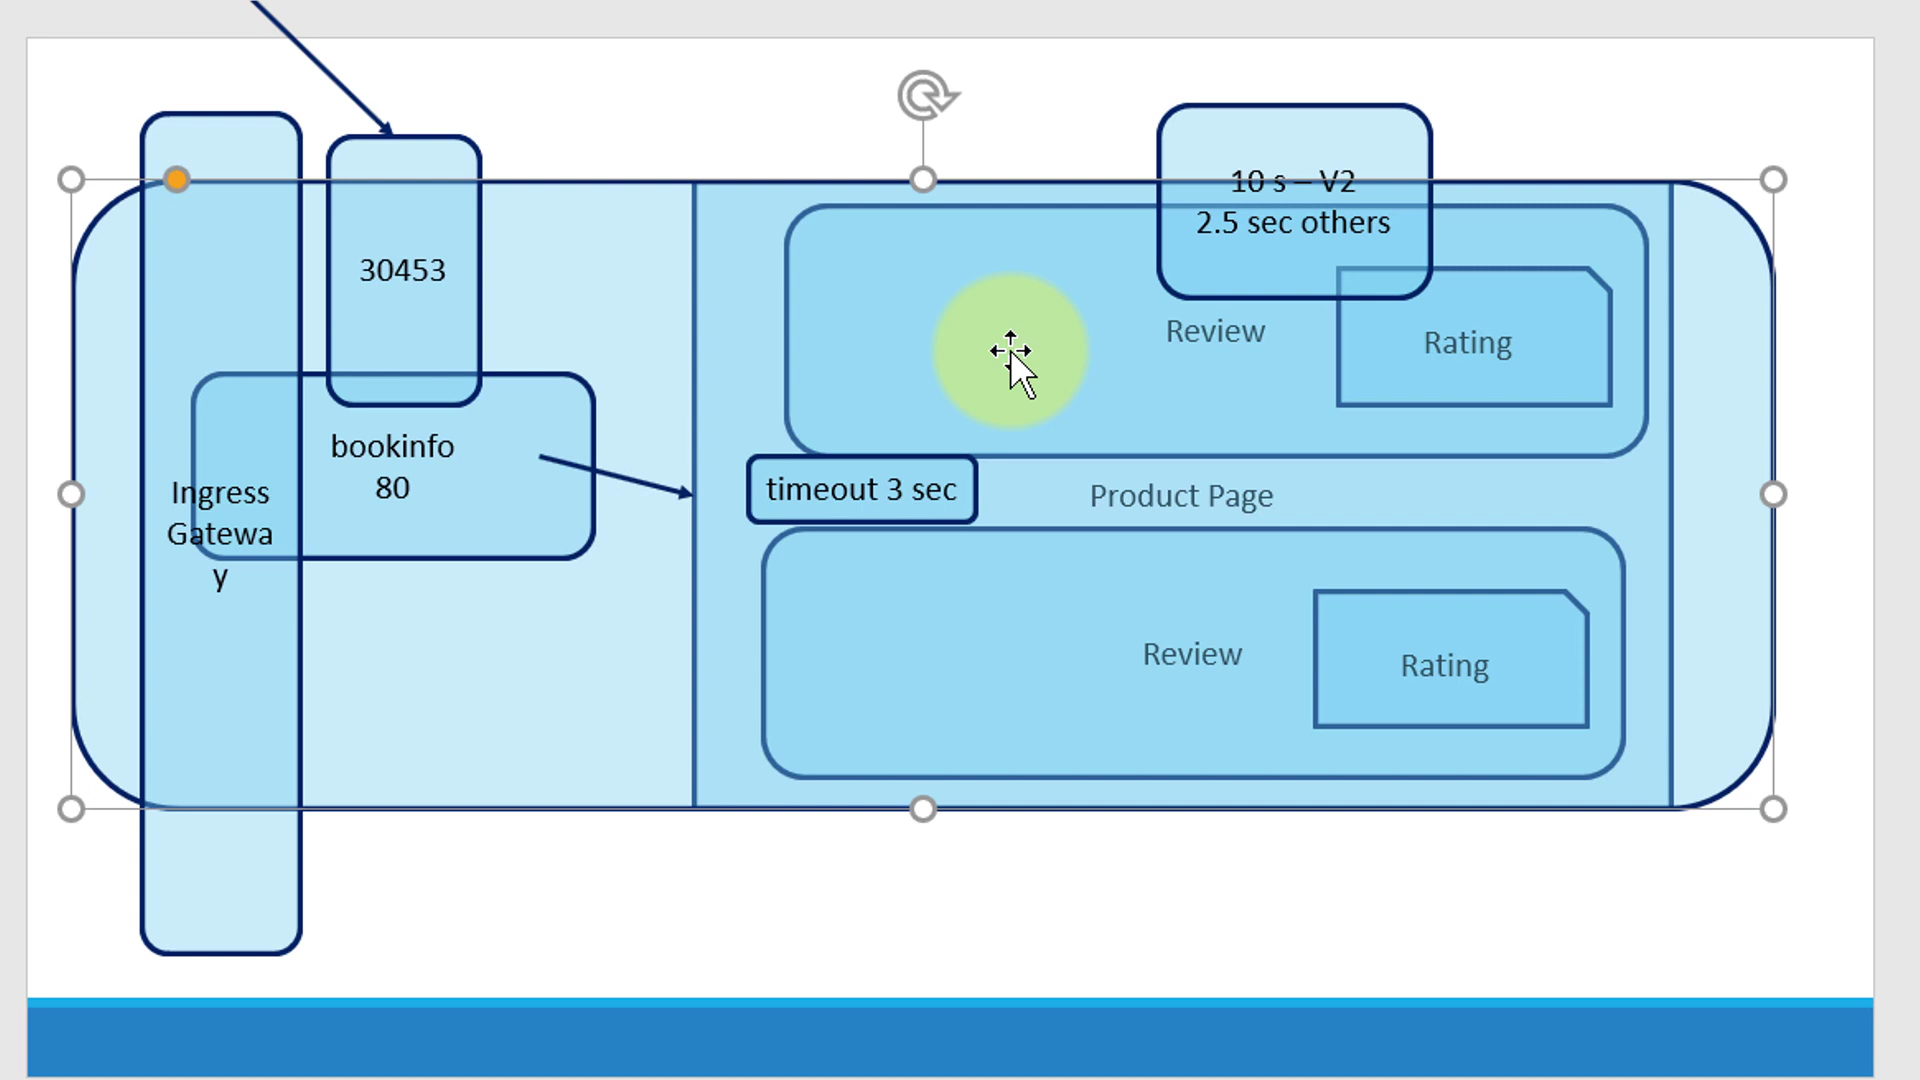 10 s – V2
2.5 sec others
30453
Review
Rating
bookinfo
80
Ingress
Gatewa
y
timeout 3 sec
Product Page
Review
Rating